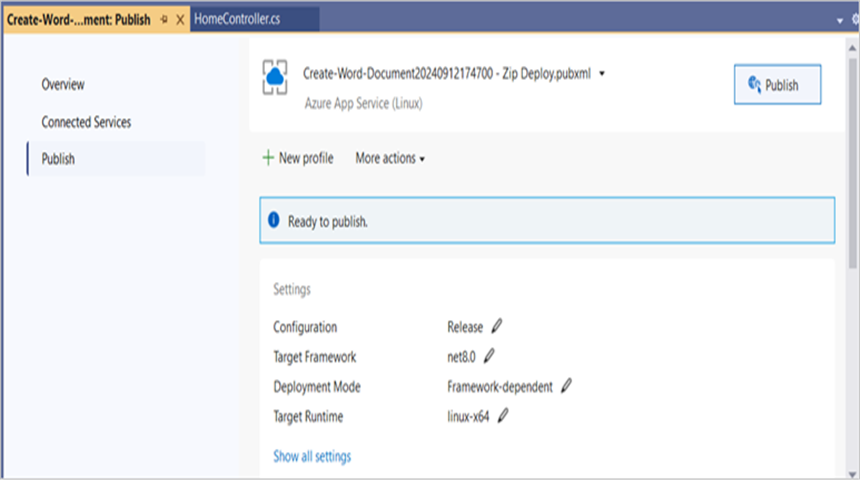 Create-Word-...ment: Publish
HomeController.cs
Overview
Connected Services
Publish
Create-Word-Document20240912174700 - Zip Deploy.pubxml
Azure App Service (Linux)
Publish
New profile More actions
Ready to publish.
Settings
Configuration Release
Target Framework net8.0
Deployment Mode Framework-dependent
Target Runtime linux-x64
Show all settings